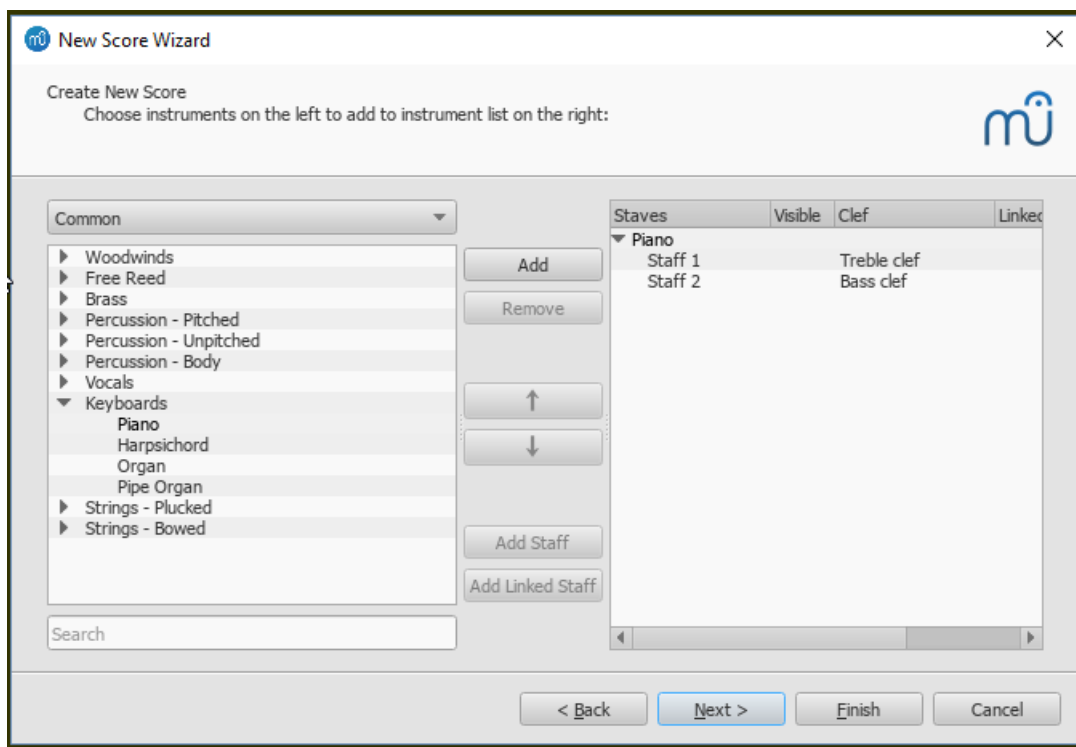 New Score Wizard
Create New Score
Choose instruments on the left to add to instrument list on the right:
Common
Woodwinds
Free Reed
Brass
Percussion - Pitched
Percussion - Unpitched
Percussion - Body
Vocals
Keyboards
Piano
Harpsichord
Organ
Pipe Organ
Strings - Plucked
Strings - Bowed
Search
Add
Remove
Add Staff
Add Linked Staff
Staves Visible Clef Linked
Piano
Staff 1 Treble clef
Staff 2 Bass clef
< Back Next > Finish Cancel